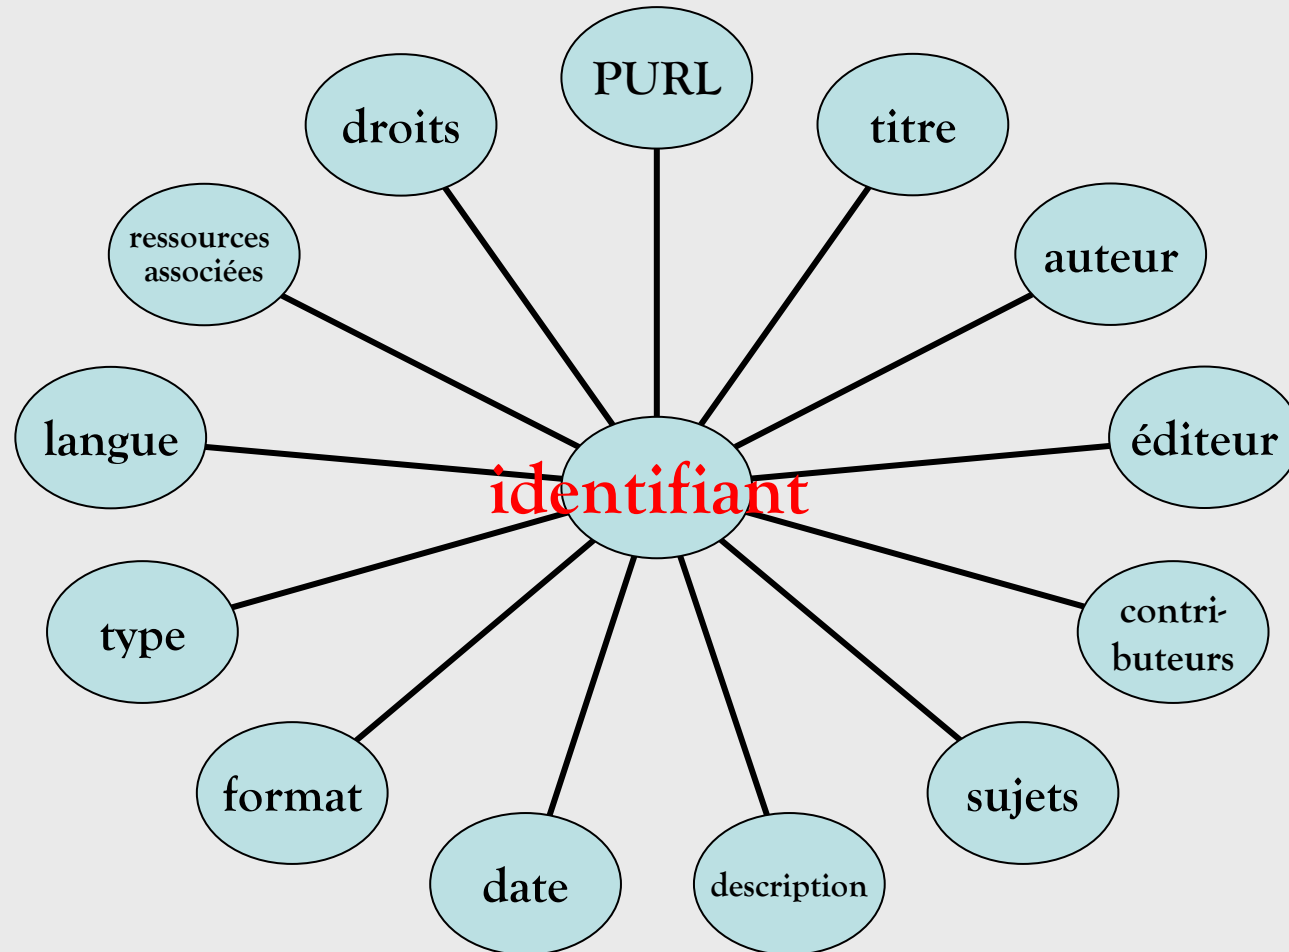 PURL
titre
auteur
éditeur
contri-
buteurs
sujets
description
date
format
type
langue
ressources
associées
droits
identifiant